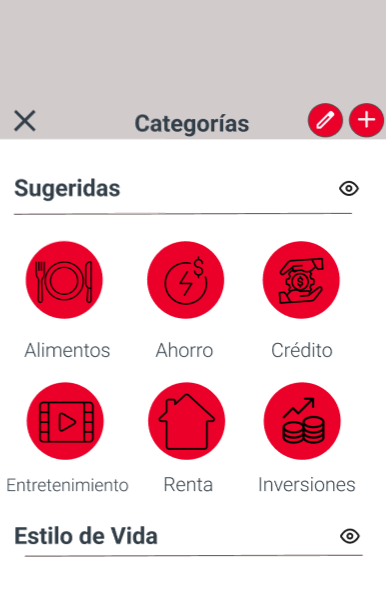 Categorías
Sugeridas
Alimentos Ahorro Crédito
Entretenimiento Renta Inversiones
Estilo de Vida